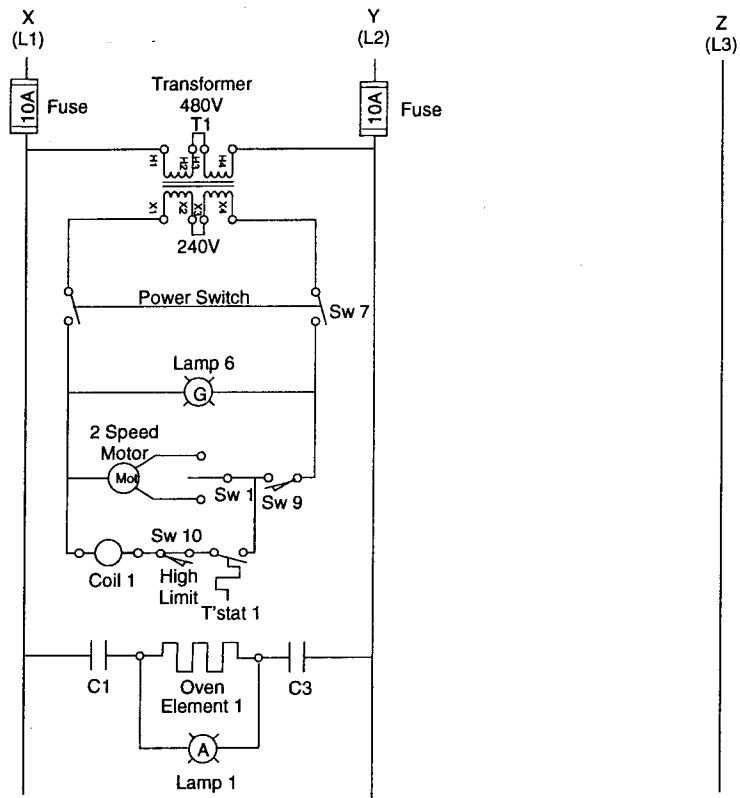 X
(L1)
Y
(L2)
Z
(L3)
10A
Fuse
Transformer
480V
T1
10A
Fuse
H1
H2
H3
H4
X1
X2
X3
X4
240V
Power Switch
Sw 7
Lamp 6
G
2 Speed
Motor
Mot
Sw 1
Sw 9
Sw 10
Coil 1
High
Limit
T'stat 1
C1
Oven
Element 1
C3
A
Lamp 1